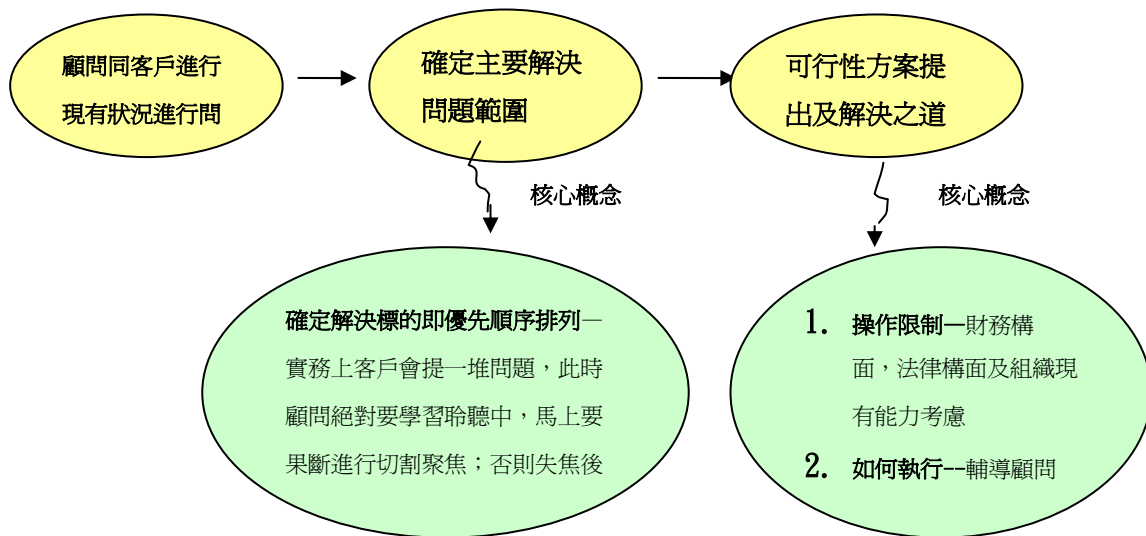 顧問同客戶進行
現有狀況進行問
確定主要解決
問題範圍
可行性方案提
出及解決之道
核心概念
核心概念
確定解決標的即優先順序排列—
實務上客戶會提一堆問題，此時
顧問絕對要學習聆聽中，馬上要
果斷進行切割聚焦；否則失焦後
1. 操作限制—財務構
面，法律構面及組織現
有能力考慮
2. 如何執行--輔導顧問